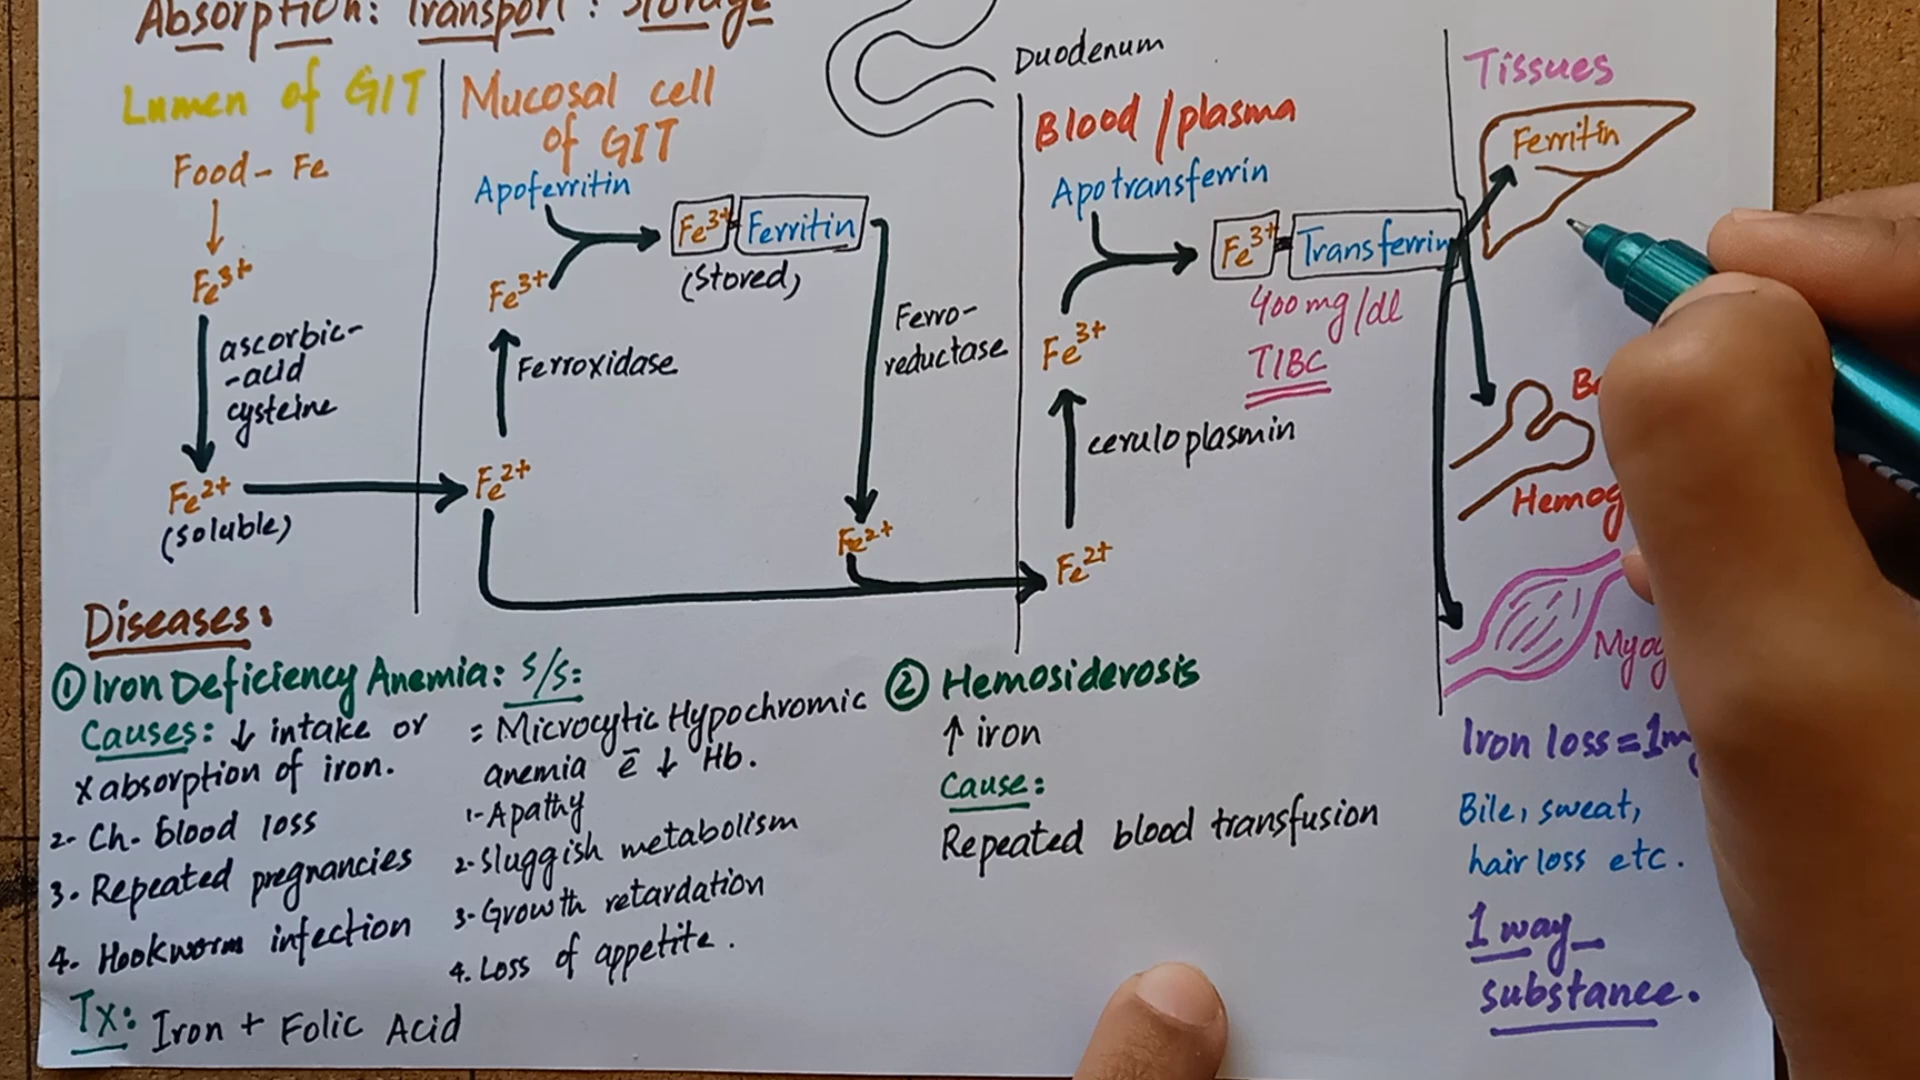 Absorption: Transport: Storage
Duodenum
Lumen of GIT
Food - Fe
Fe3+
ascorbic-
-acid
cysteine
Fe2+
(soluble)
Mucosal cell
of GIT
Apoferritin
Fe3+
Fe3+ Ferritin
(stored)
Ferroxidase
Fe2+
Ferro-
reductase
Fe2+
Blood/plasma
Apotransferrin
Fe3+ Transferrin
400mg/dl
TIBC
Fe3+
ceruloplasmin
Fe2+
Tissues
Ferritin
Iron loss = 1m
Bile, sweat,
hair loss etc.
1 way
substance.
Diseases:
① Iron Deficiency Anemia: S/S:
Causes: ↓ intake or
x absorption of iron.
2- Ch. blood loss
3. Repeated pregnancies
4. Hookworm infection
Tx: Iron + Folic Acid
= Microcytic Hypochromic
anemia ē ↓ Hb.
1- Apathy
2- Sluggish metabolism
3- Growth retardation
4. Loss of appetite.
② Hemosiderosis
↑ iron
Cause:
Repeated blood transfusion